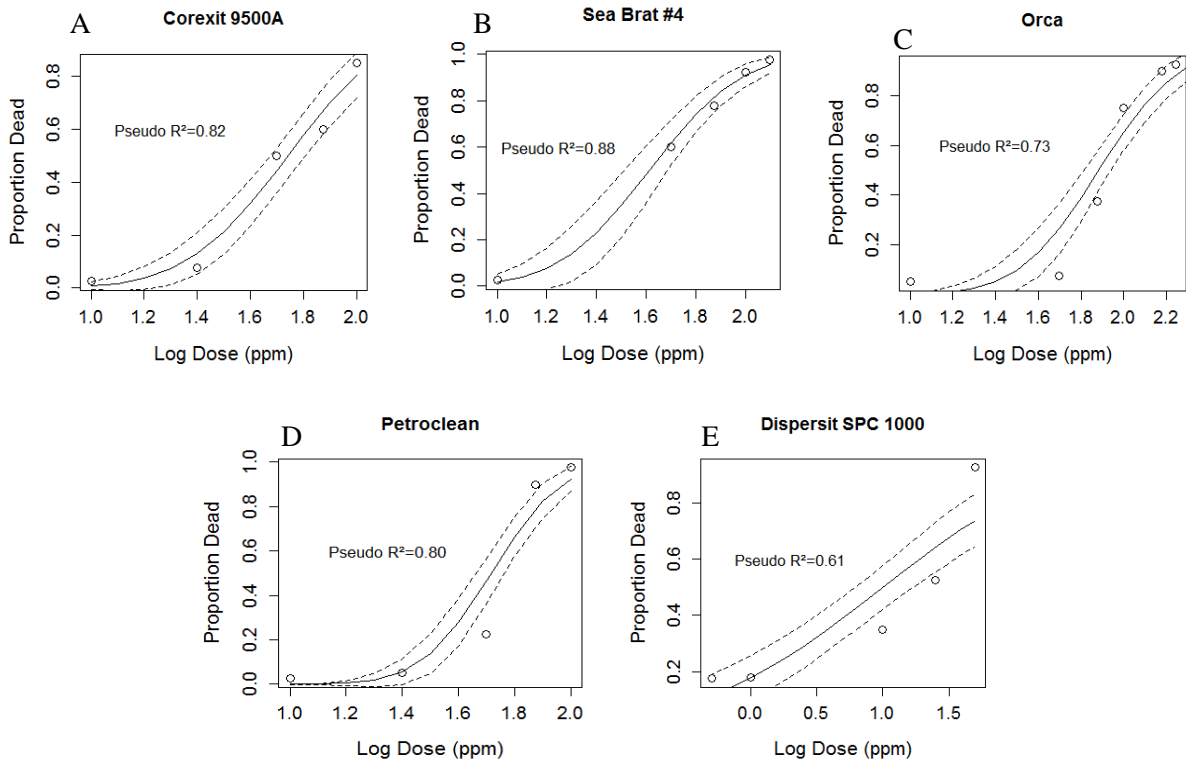 A
Corexit 9500A
Proportion Dead
0.0 0.2 0.4 0.6 0.8
Pseudo R²=0.82
1.0 1.2 1.4 1.6 1.8 2.0
Log Dose (ppm)
B
Sea Brat #4
Proportion Dead
0.0 0.2 0.4 0.6 0.8 1.0
Pseudo R²=0.88
1.0 1.2 1.4 1.6 1.8 2.0
Log Dose (ppm)
C
Orca
Proportion Dead
0.2 0.4 0.6 0.8
Pseudo R²=0.73
1.0 1.2 1.4 1.6 1.8 2.0 2.2
Log Dose (ppm)
D
Petroclean
Proportion Dead
0.0 0.2 0.4 0.6 0.8 1.0
Pseudo R²=0.80
1.0 1.2 1.4 1.6 1.8 2.0
Log Dose (ppm)
E
Dispersit SPC 1000
Proportion Dead
0.2 0.4 0.6 0.8
Pseudo R²=0.61
0.0 0.5 1.0 1.5
Log Dose (ppm)